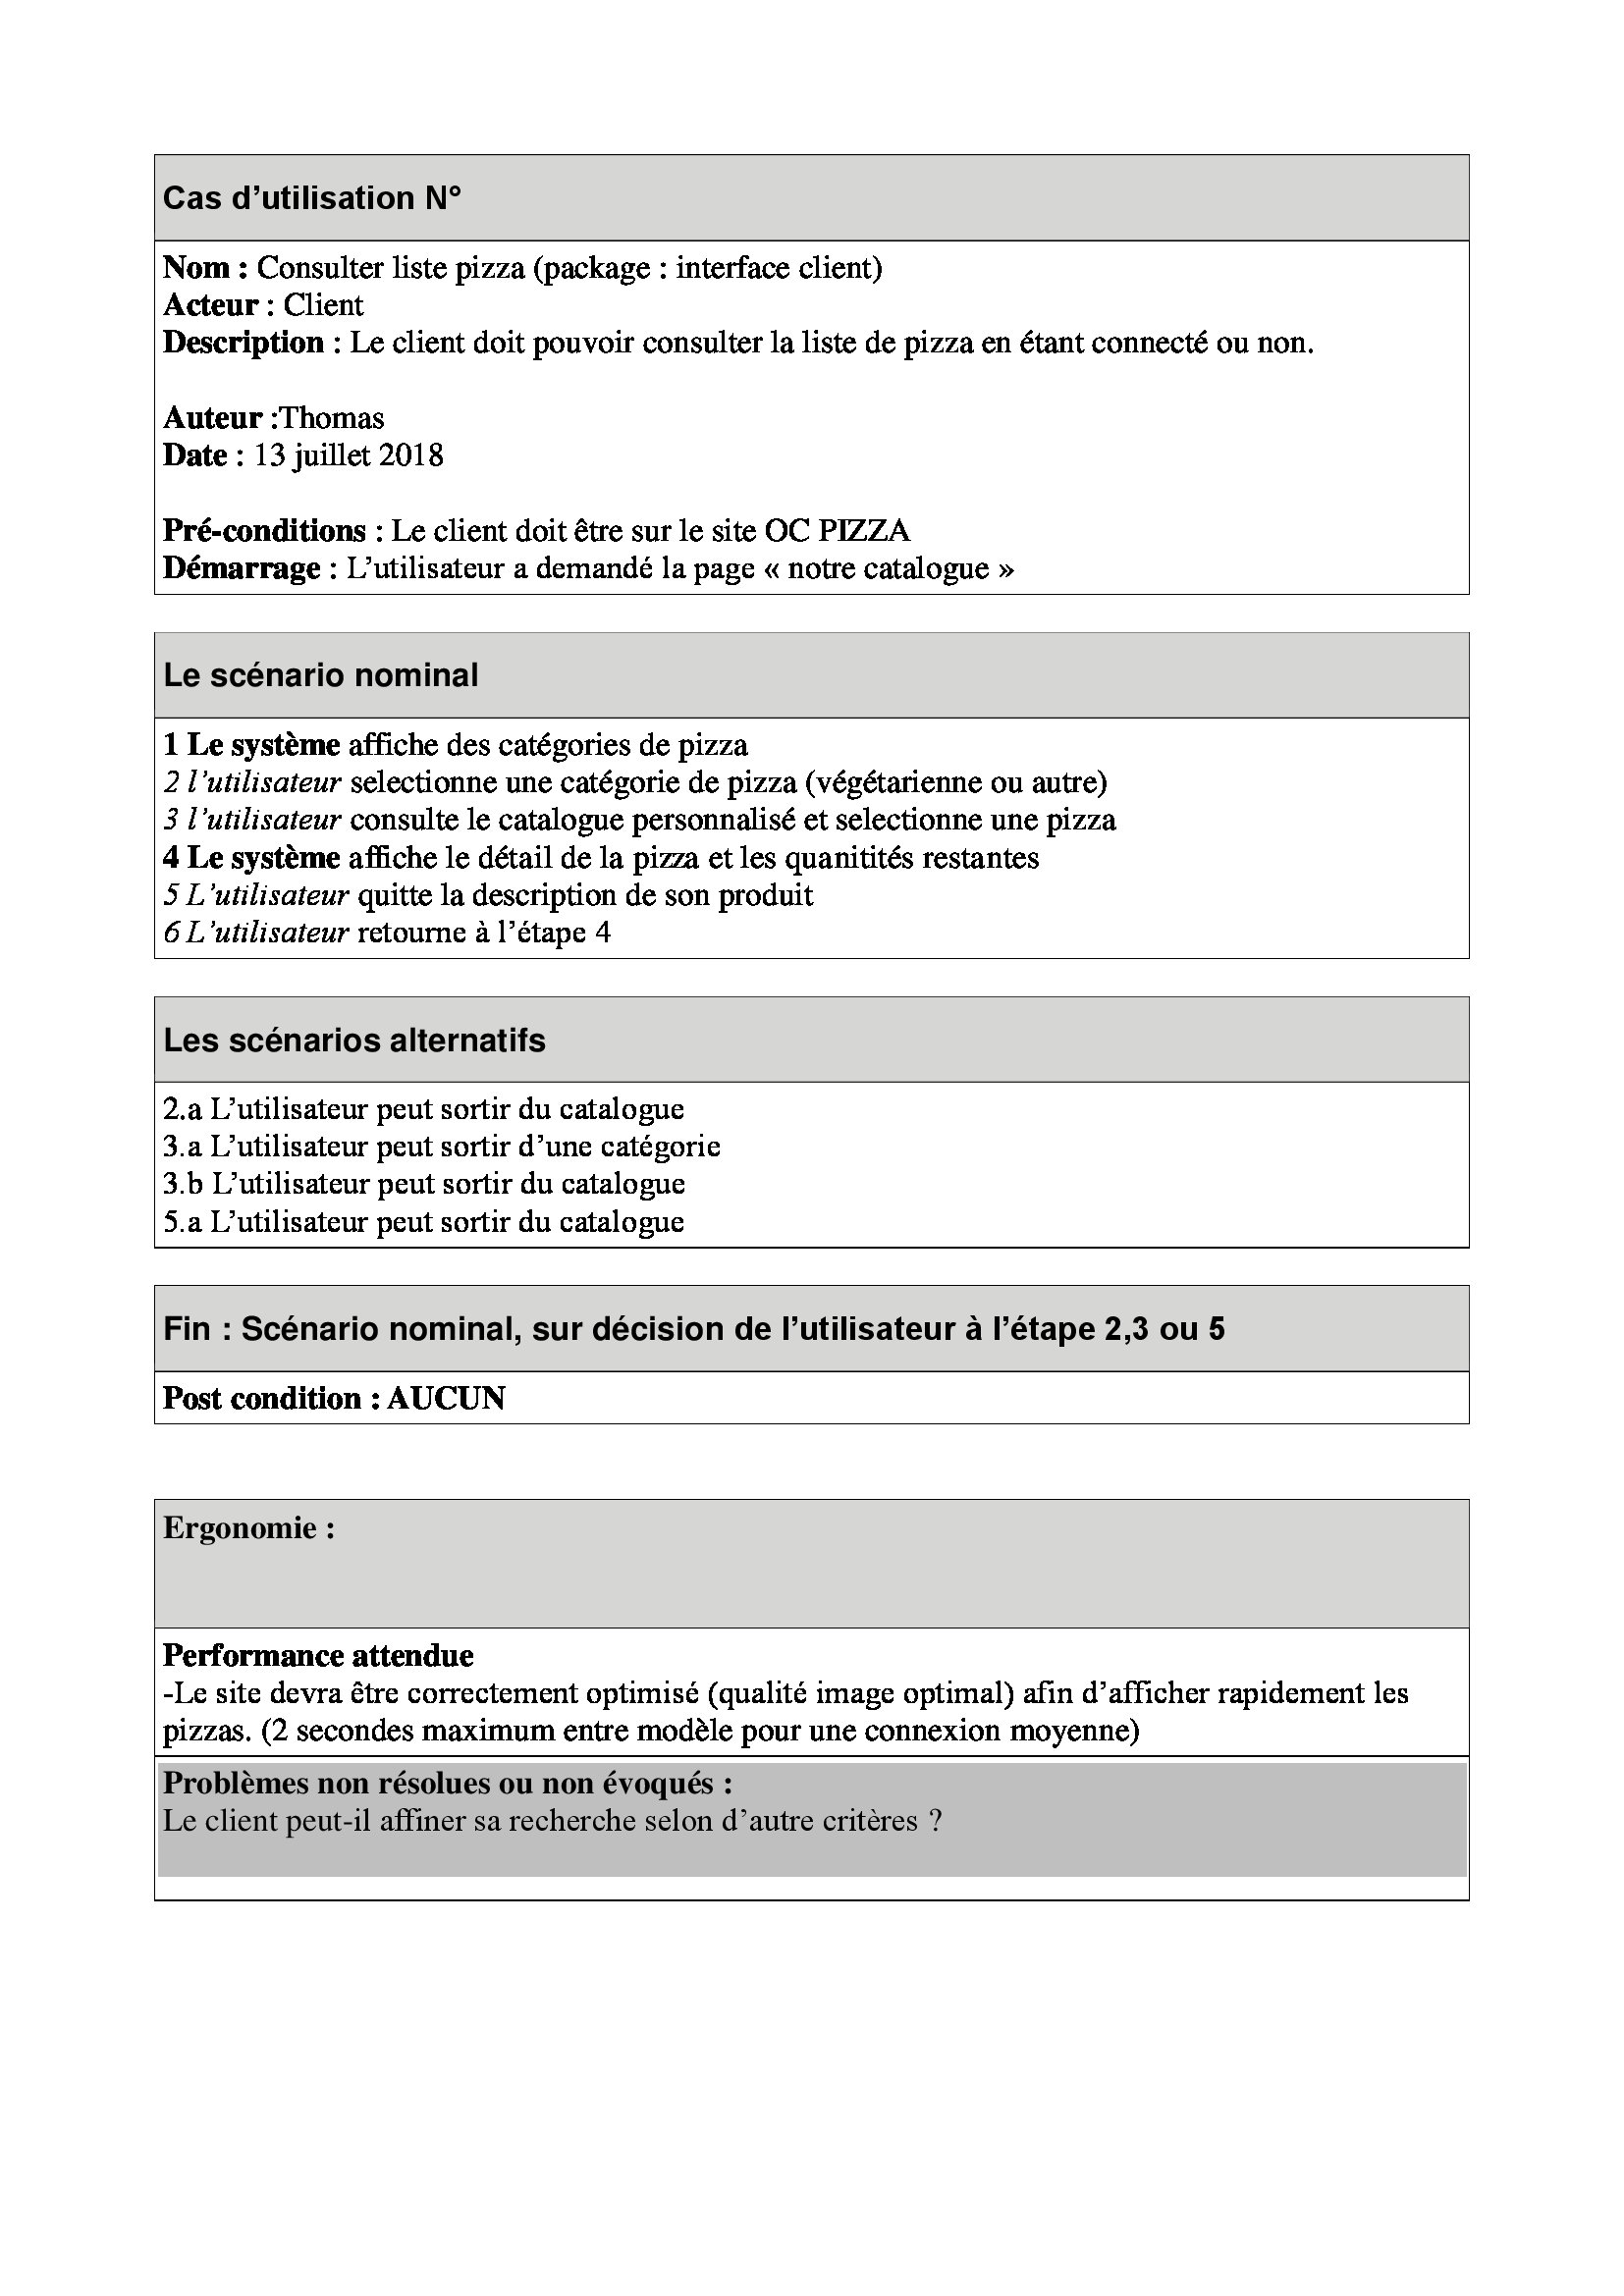 Cas d’utilisation N°
Nom : Consulter liste pizza (package : interface client)
Acteur : Client
Description : Le client doit pouvoir consulter la liste de pizza en étant connecté ou non.
Auteur :Thomas
Date : 13 juillet 2018
Pré-conditions : Le client doit être sur le site OC PIZZA
Démarrage : L’utilisateur a demandé la page « notre catalogue »
Le scénario nominal
1 Le système affiche des catégories de pizza
2 l’utilisateur selectionne une catégorie de pizza (végétarienne ou autre)
3 l’utilisateur consulte le catalogue personnalisé et selectionne une pizza
4 Le système affiche le détail de la pizza et les quanitités restantes
5 L’utilisateur quitte la description de son produit
6 L’utilisateur retourne à l’étape 4
Les scénarios alternatifs
2.a L’utilisateur peut sortir du catalogue
3.a L’utilisateur peut sortir d’une catégorie
3.b L’utilisateur peut sortir du catalogue
5.a L’utilisateur peut sortir du catalogue
Fin : Scénario nominal, sur décision de l’utilisateur à l’étape 2,3 ou 5
Post condition : AUCUN
Ergonomie :
Performance attendue
-Le site devra être correctement optimisé (qualité image optimal) afin d’afficher rapidement les
pizzas. (2 secondes maximum entre modèle pour une connexion moyenne)
Problèmes non résolues ou non évoqués :
Le client peut-il affiner sa recherche selon d’autre critères ?